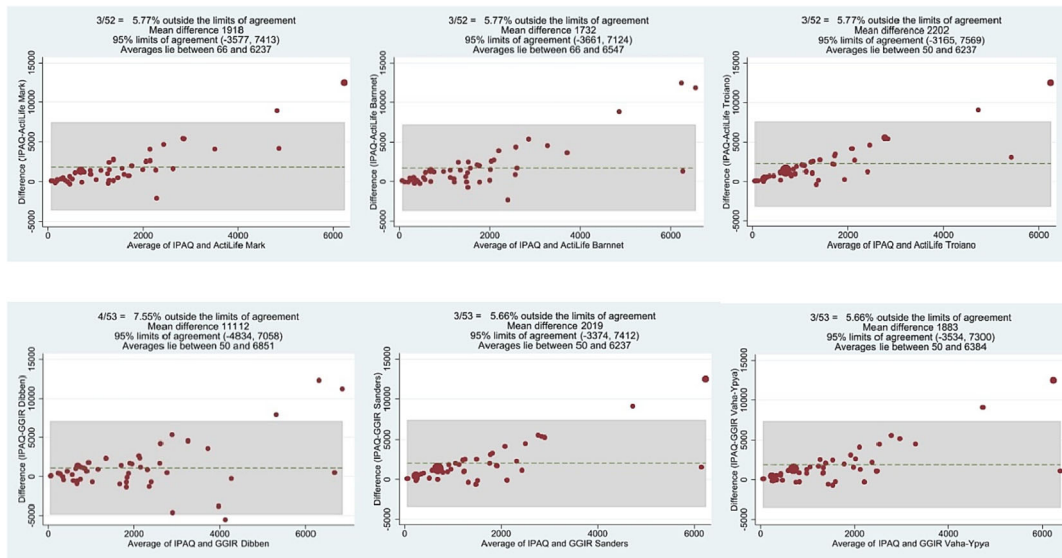 3/52 = 5.77% outside the limits of agreement
Mean difference 1918
95% limits of agreement (-3577, 7413)
Averages lie between 66 and 6237
15000
10000
5000
0
-5000
Difference (IPAQ-ActiLife Mark)
0
2000
4000
6000
Average of IPAQ and ActiLife Mark
3/52 = 5.77% outside the limits of agreement
Mean difference 1732
95% limits of agreement (-3661, 7124)
Averages lie between 66 and 6547
15000
10000
5000
0
-5000
Difference (IPAQ-ActiLife Barnnet)
0
2000
4000
6000
Average of IPAQ and ActiLife Barnnet
3/52 = 5.77% outside the limits of agreement
Mean difference 2202
95% limits of agreement (-3165, 7569)
Averages lie between 50 and 6237
15000
10000
5000
0
-5000
Difference (IPAQ-ActiLife Troiano)
0
2000
4000
6000
Average of IPAQ and ActiLife Troiano
4/53 = 7.55% outside the limits of agreement
Mean difference 11112
95% limits of agreement (-4834, 7058)
Averages lie between 50 and 6851
15000
10000
5000
0
-5000
Difference (IPAQ-GGIR Dibben)
0
2000
4000
6000
Average of IPAQ and GGIR Dibben
3/53 = 5.66% outside the limits of agreement
Mean difference 2019
95% limits of agreement (-3374, 7412)
Averages lie between 50 and 6237
15000
10000
5000
0
-5000
Difference (IPAQ-GGIR Sanders)
0
2000
4000
6000
Average of IPAQ and GGIR Sanders
3/53 = 5.66% outside the limits of agreement
Mean difference 1883
95% limits of agreement (-3534, 7300)
Averages lie between 50 and 6384
15000
10000
5000
0
-5000
Difference (IPAQ-GGIR Vaha-Ypya)
0
2000
4000
6000
Average of IPAQ and GGIR Vaha-Ypya